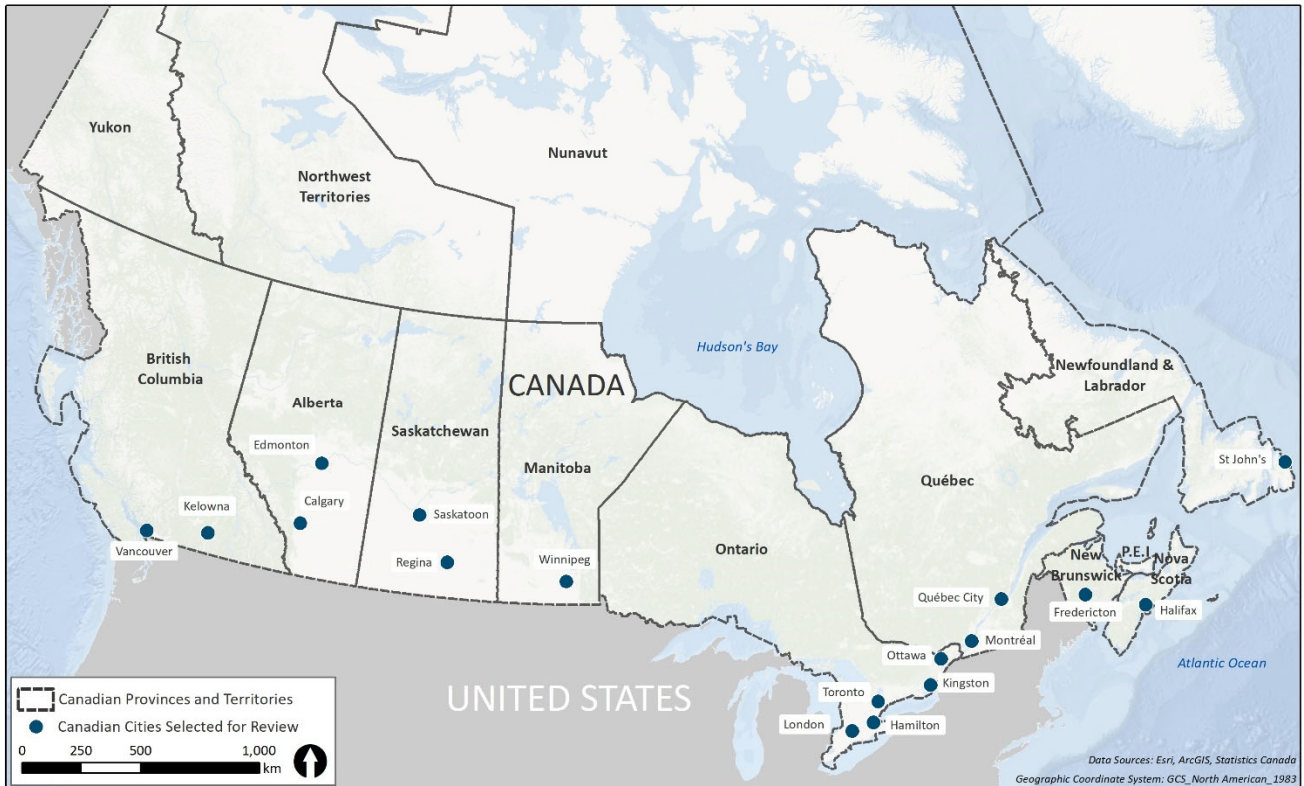 Yukon
Northwest
Territories
Nunavut
British
Columbia
Alberta
Saskatchewan
CANADA
Manitoba
Hudson's Bay
Ontario
Québec
Newfoundland &
Labrador
New
Brunswick
P.E.I
Nova
Scotia
Edmonton
Calgary
Kelowna
Vancouver
Saskatoon
Regina
Winnipeg
St John's
Québec City
Fredericton
Halifax
Montréal
Ottawa
Kingston
Toronto
London
Hamilton
Atlantic Ocean
UNITED STATES
Canadian Provinces and Territories
Canadian Cities Selected for Review
0 250 500 1,000
km
Data Sources: Esri, ArcGIS, Statistics Canada
Geographic Coordinate System: GCS_North American_1983